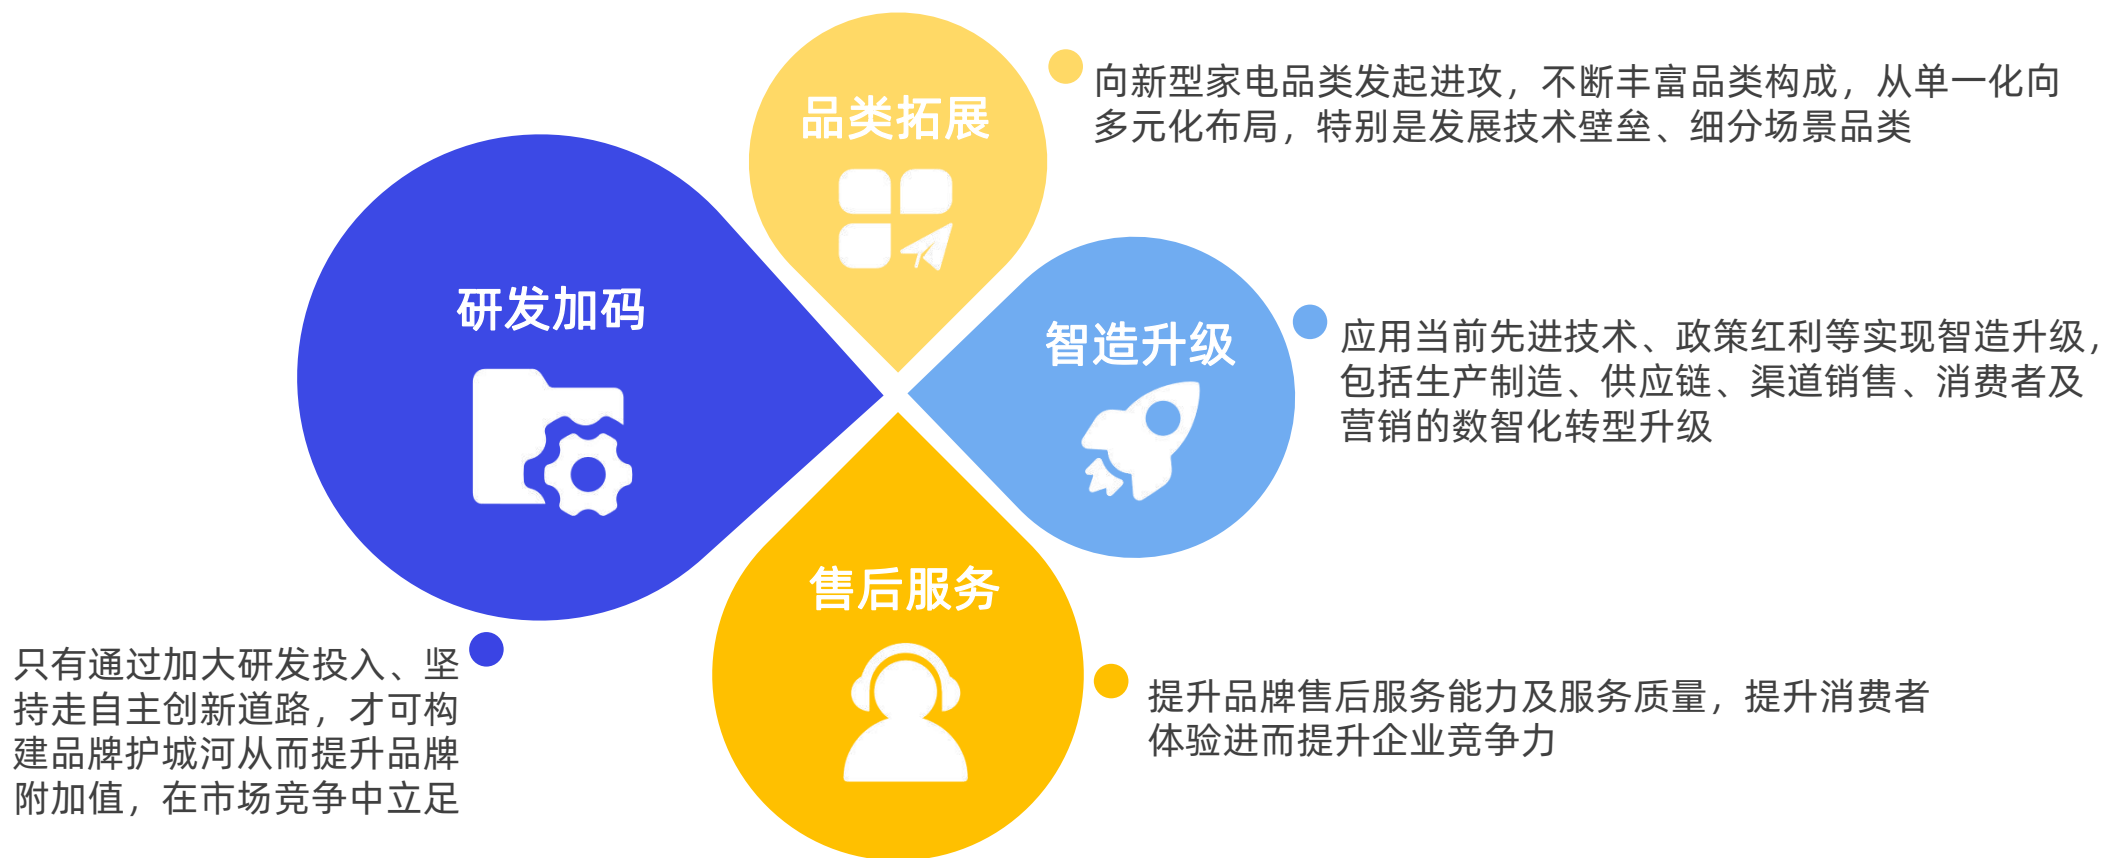 品类拓展
向新型家电品类发起进攻，不断丰富品类构成，从单一化向
多元化布局，特别是发展技术壁垒、细分场景品类
研发加码
只有通过加大研发投入、坚
持走自主创新道路，才可构
建品牌护城河从而提升品牌
附加值，在市场竞争中立足
智造升级
应用当前先进技术、政策红利等实现智造升级，
包括生产制造、供应链、渠道销售、消费者及
营销的数智化转型升级
售后服务
提升品牌售后服务能力及服务质量，提升消费者
体验进而提升企业竞争力